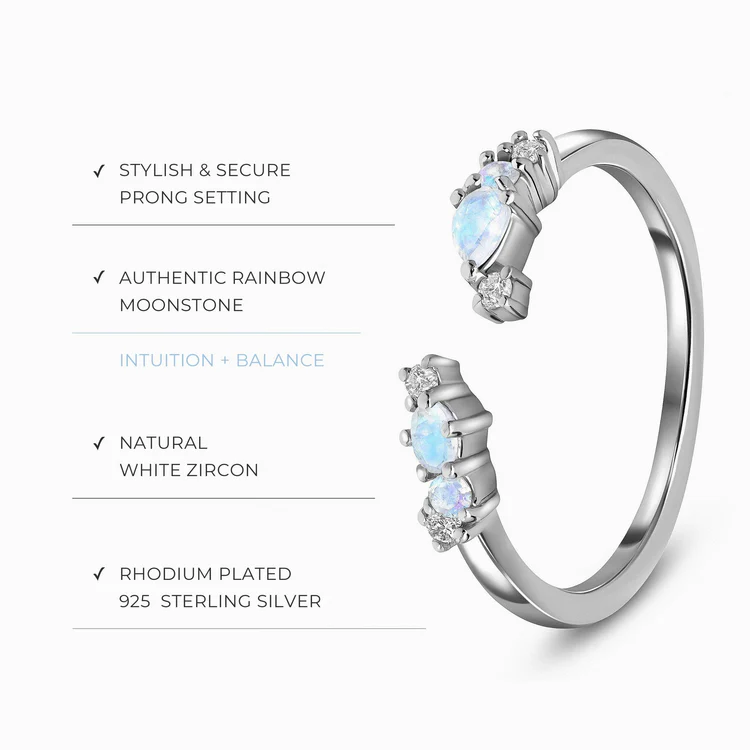 ✓ STYLISH & SECURE
PRONG SETTING
✓ AUTHENTIC RAINBOW
MOONSTONE
INTUITION + BALANCE
✓ NATURAL
WHITE ZIRCON
✓ RHODIUM PLATED
925 STERLING SILVER